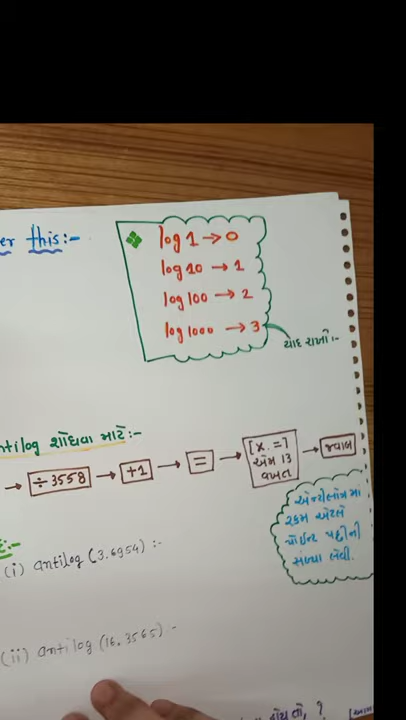 er this:-
log 1 → 0
log 10 → 1
log 100 → 2
log 1000 → 3
યાદ રાખો :-
ntilog શોધવા માટે:-
→ ÷3558 → +1 → = → [×. =] એમ 13 વખત → જવાબ
એન્ટીલોગમાં
રકમ એટલે
પોઈન્ટ પછીની
સંખ્યા લેવી.
(i) antilog (3.6954) :-
(ii) antilog (16.3565) -